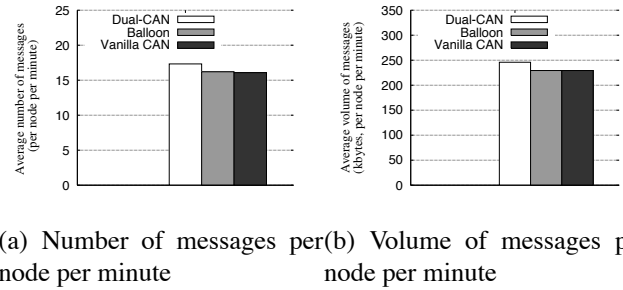 25
20
15
10
5
0
Average number of messages
(per node per minute)
Dual-CAN
Balloon
Vanilla CAN
350
300
250
200
150
100
50
0
Average volume of messages
(kbytes, per node per minute)
Dual-CAN
Balloon
Vanilla CAN
(a) Number of messages per
node per minute
(b) Volume of messages p
node per minute